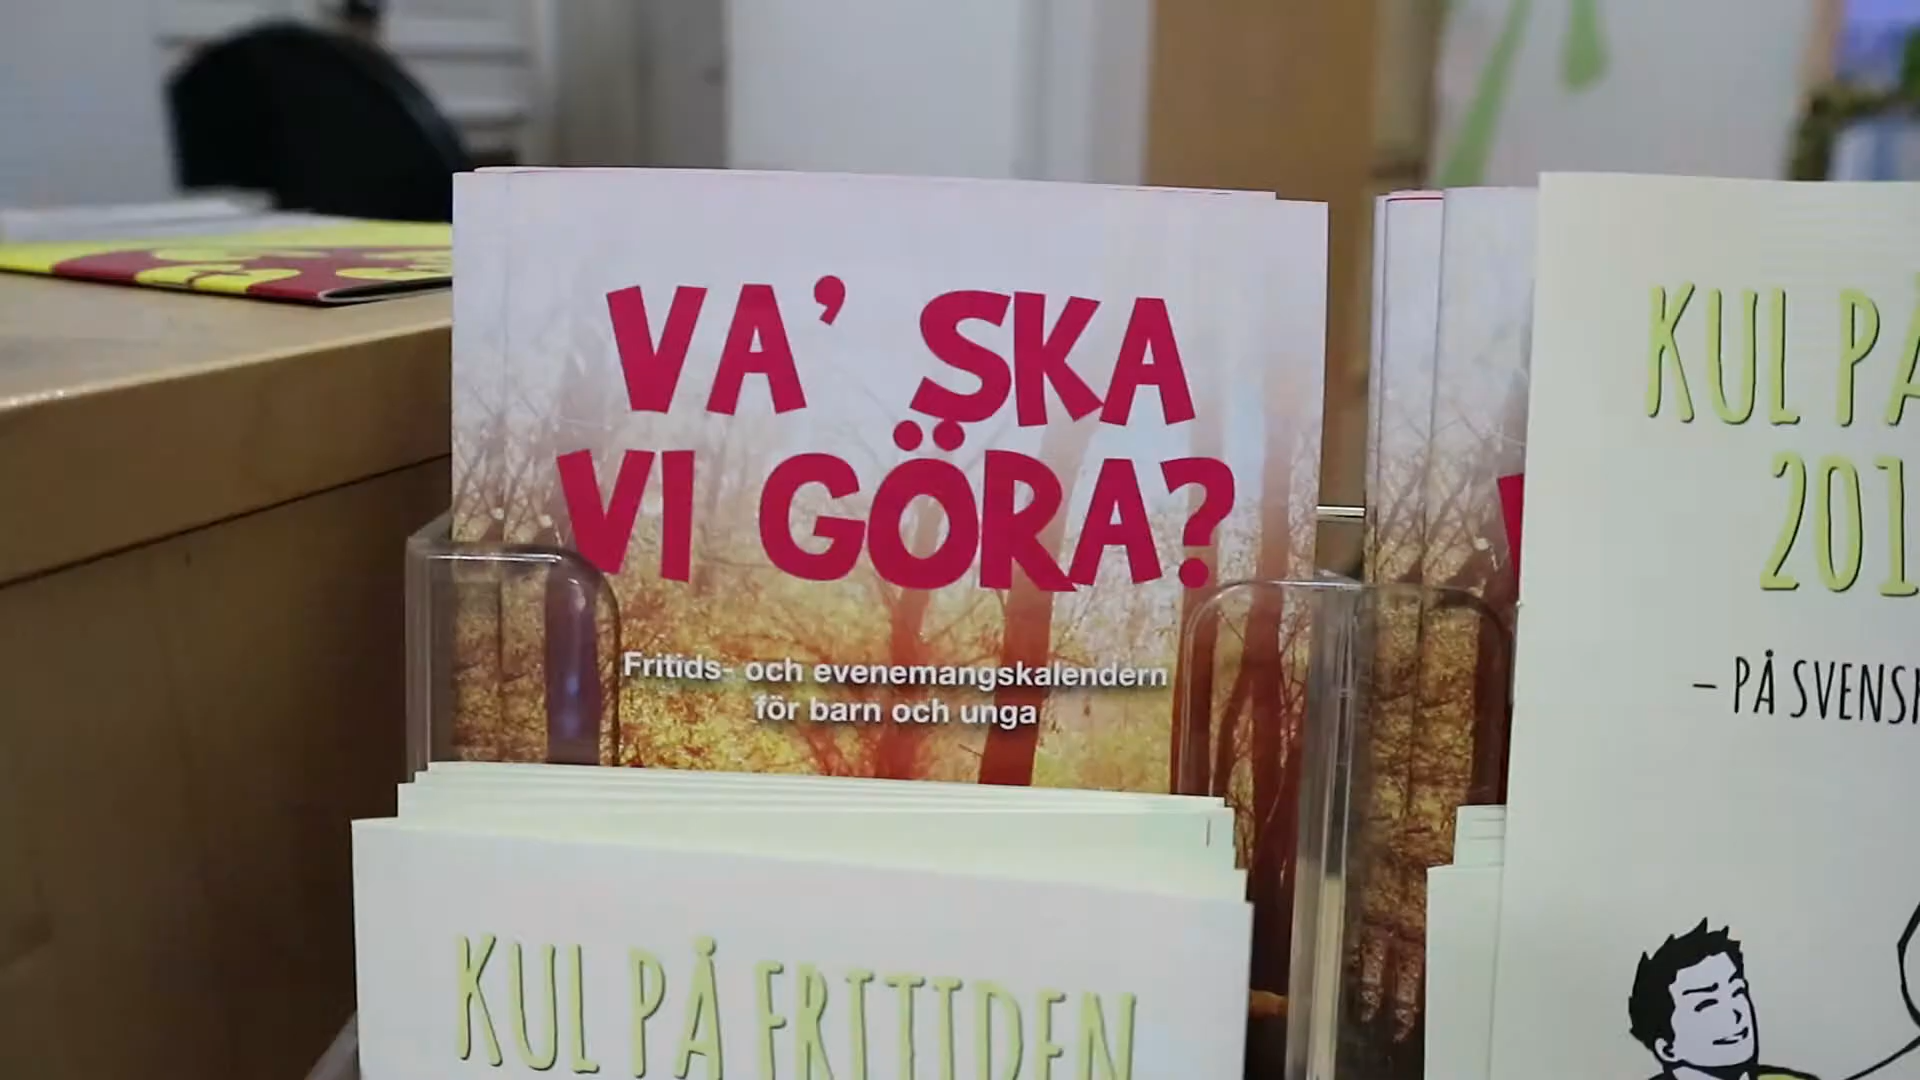 VA' SKA
VI GÖRA?
Fritids- och evenemangskalendern
för barn och unga
KUL PÅ FRITIDEN
KUL PÅ
201
– PÅ SVENSK